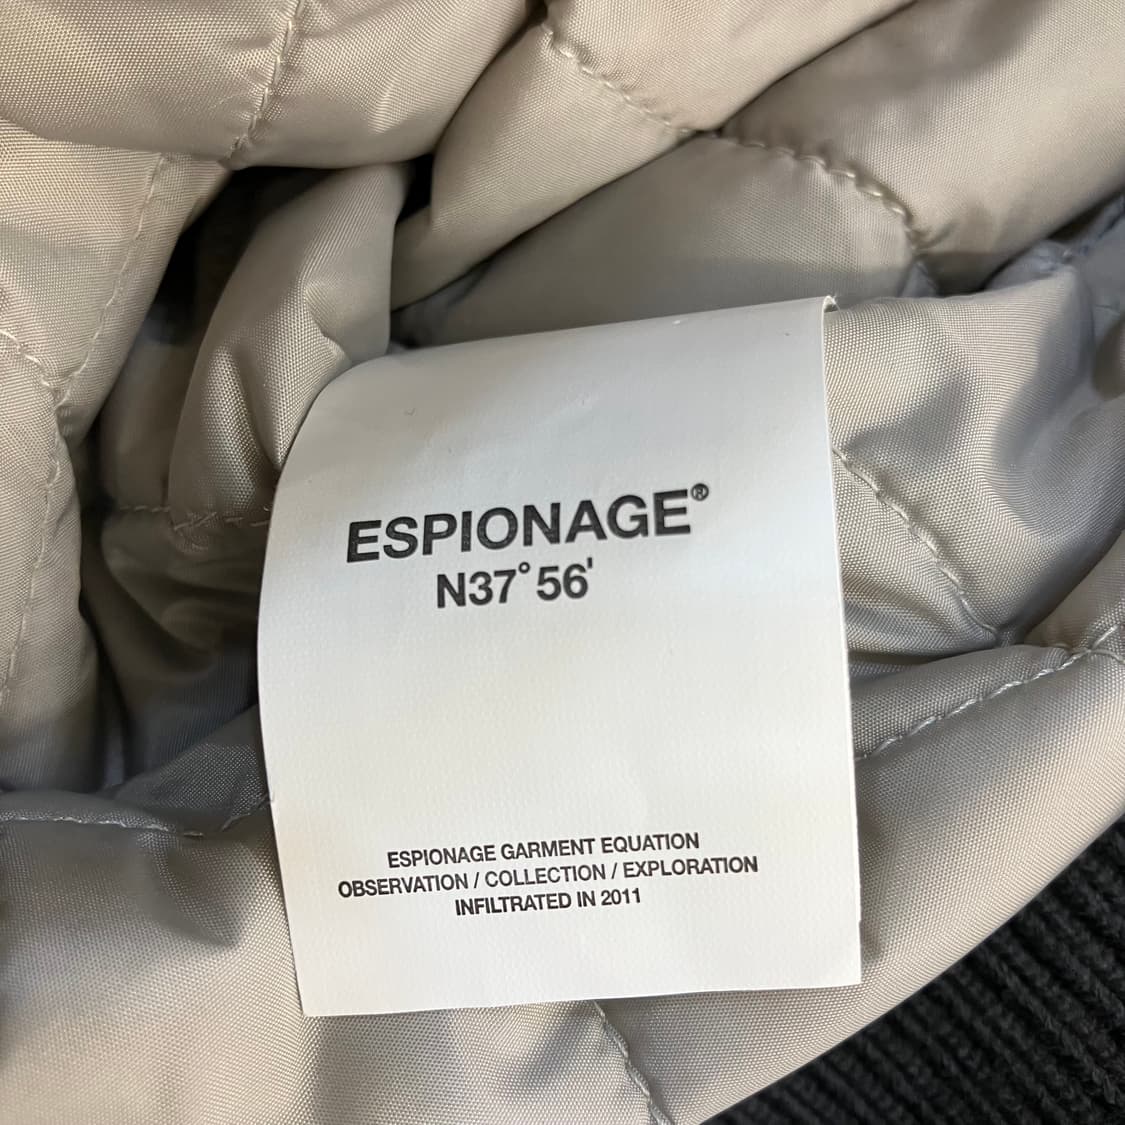 ESPIONAGE®
N37° 56'
ESPIONAGE GARMENT EQUATION
OBSERVATION / COLLECTION / EXPLORATION
INFILTRATED IN 2011